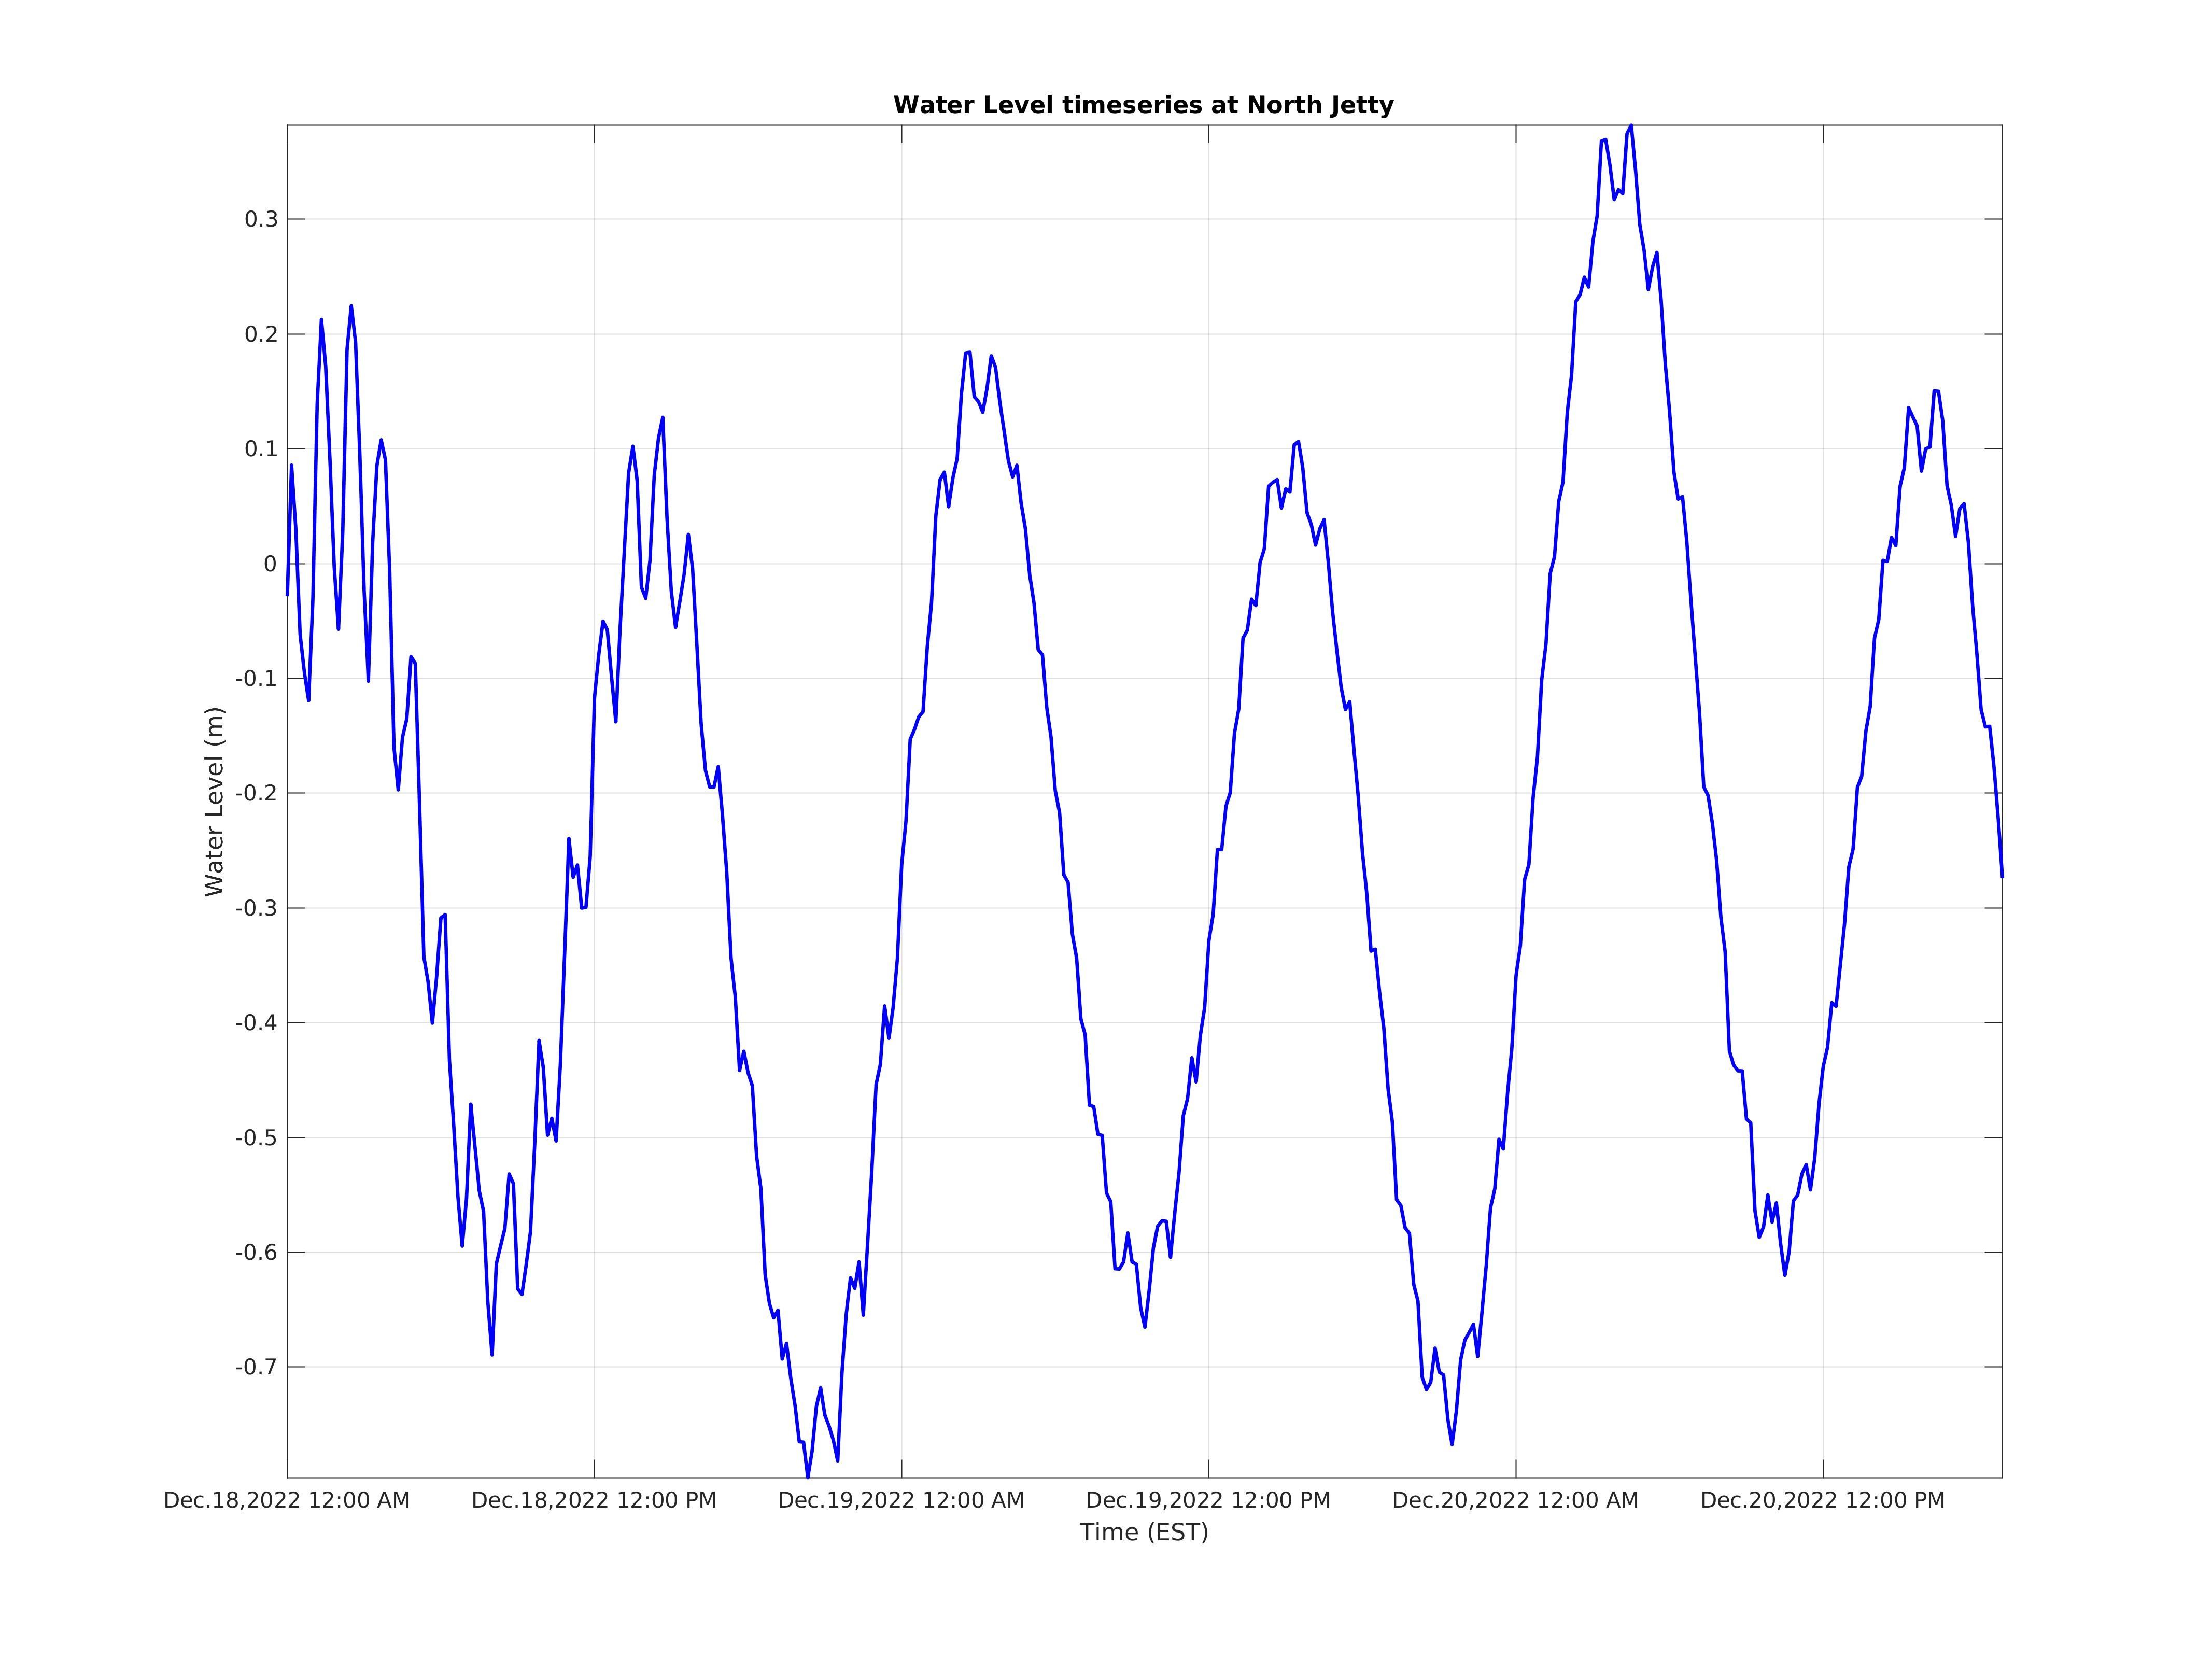 Water Level timeseries at North Jetty
0.3
0.2
0.1
0
-0.1
-0.2
-0.3
-0.4
-0.5
-0.6
-0.7
Water Level (m)
Dec.18,2022 12:00 AM Dec.18,2022 12:00 PM Dec.19,2022 12:00 AM Dec.19,2022 12:00 PM Dec.20,2022 12:00 AM Dec.20,2022 12:00 PM
Time (EST)